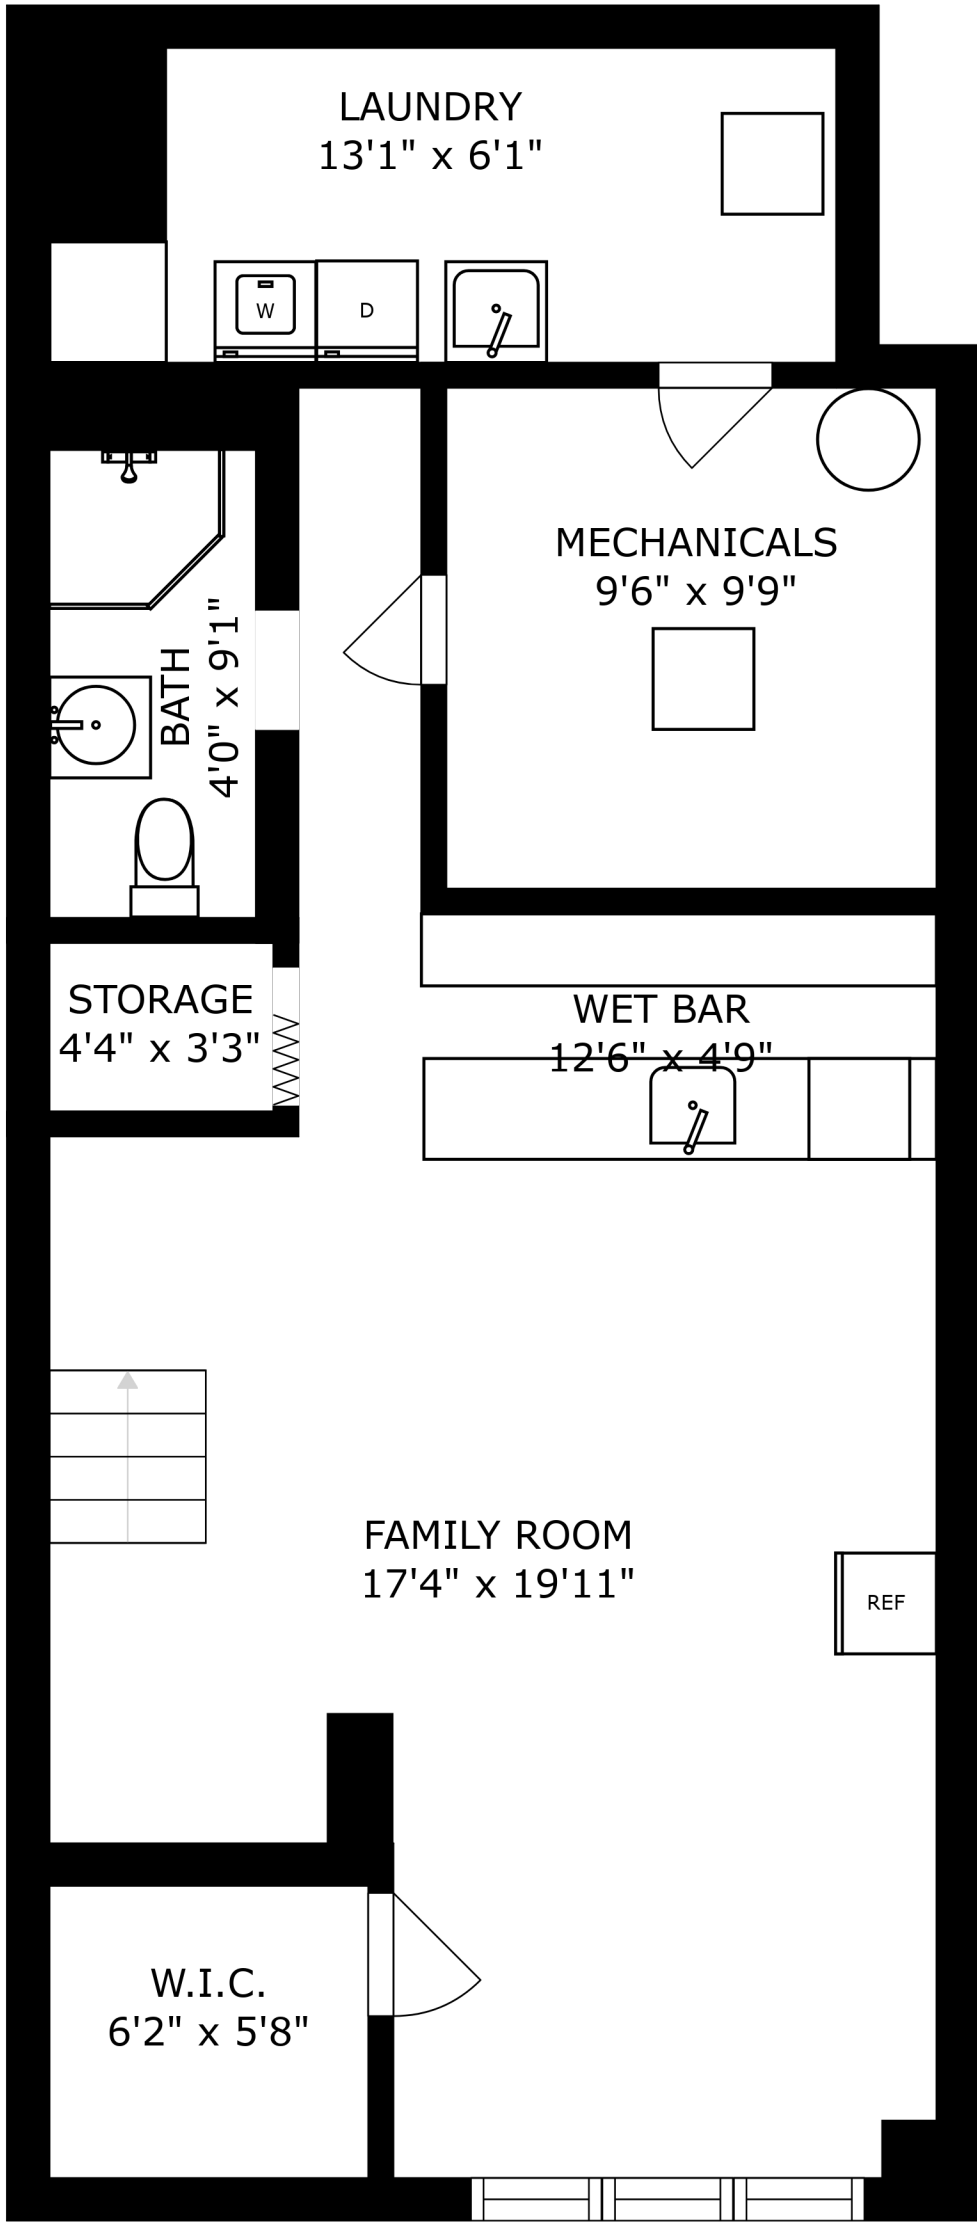 LAUNDRY
13'1" x 6'1"
W
D
MECHANICALS
9'6" x 9'9"
BATH
4'0" x 9'1"
STORAGE
4'4" x 3'3"
WET BAR
12'6" x 4'9"
FAMILY ROOM
17'4" x 19'11"
REF
W.I.C.
6'2" x 5'8"